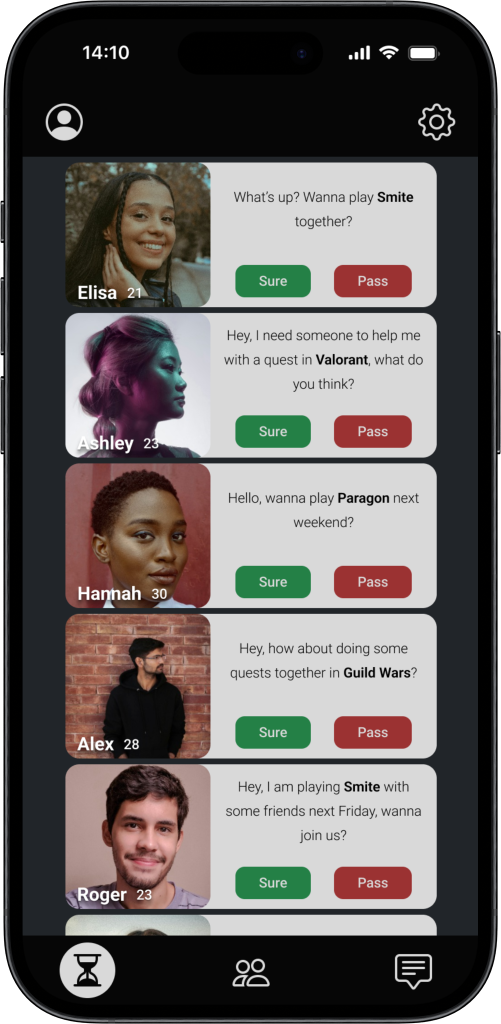 14:10
What's up? Wanna play Smite
together?
Elisa 21
Sure Pass
Hey, I need someone to help me
with a quest in Valorant, what do
you think?
Ashley 23
Sure Pass
Hello, wanna play Paragon next
weekend?
Hannah 30
Sure Pass
Hey, how about doing some
quests together in Guild Wars?
Alex 28
Sure Pass
Hey, I am playing Smite with
some friends next Friday, wanna
join us?
Roger 23
Sure Pass